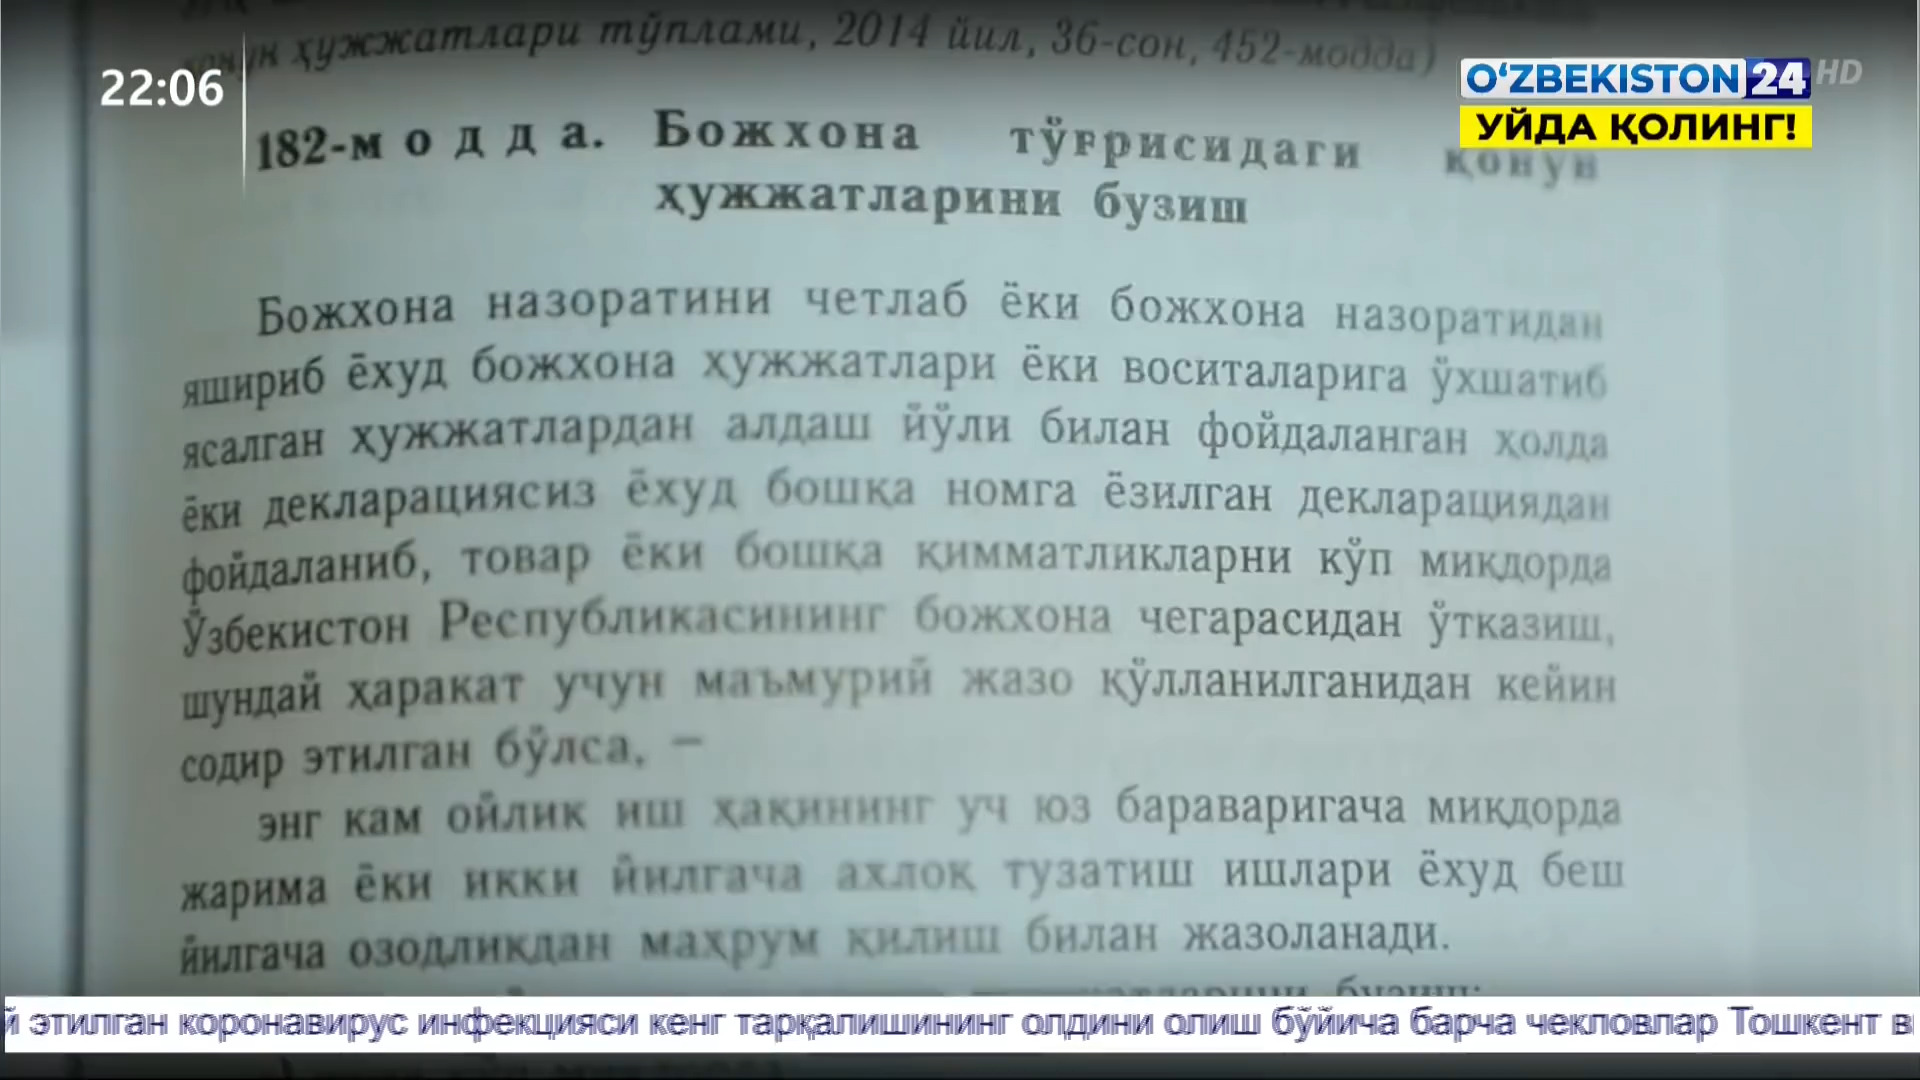 қонун ҳужжатлари тўплами, 2014 йил, 36-сон, 452-модда)
22:06
O‘ZBEKISTON 24 HD
УЙДА ҚОЛИНГ!
182-модда. Божхона тўғрисидаги қонун
ҳужжатларини бузиш
Божхона назоратини четлаб ёки божхона назоратидан
яшириб ёхуд божхона ҳужжатлари ёки воситаларига ўхшатиб
ясалган ҳужжатлардан алдаш йўли билан фойдаланган ҳолда
ёки декларациясиз ёхуд бошқа номга ёзилган декларациядан
фойдаланиб, товар ёки бошқа қимматликларни кўп миқдорда
Ўзбекистон Республикасининг божхона чегарасидан ўтказиш,
шундай ҳаракат учун маъмурий жазо қўлланилганидан кейин
содир этилган бўлса, —
энг кам ойлик иш ҳақининг уч юз бараваригача миқдорда
жарима ёки икки йилгача ахлоқ тузатиш ишлари ёхуд беш
йилгача озодликдан маҳрум қилиш билан жазоланади.
й этилган коронавирус инфекцияси кенг тарқалишининг олдини олиш бўйича барча чекловлар Тошкент в